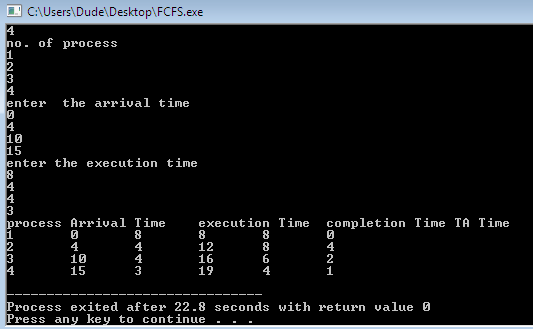 C:\Users\Dude\Desktop\FCFS.exe
4
no. of process
1
2
3
4
enter  the arrival time
0
4
10
15
enter the execution time
8
4
4
3
process Arrival Time    execution Time  completion Time TA Time
1       0       8       8       8       0
2       4       4       12      8       4
3       10      4       16      6       2
4       15      3       19      4       1
--------------------------------
Process exited after 22.8 seconds with return value 0
Press any key to continue . . .